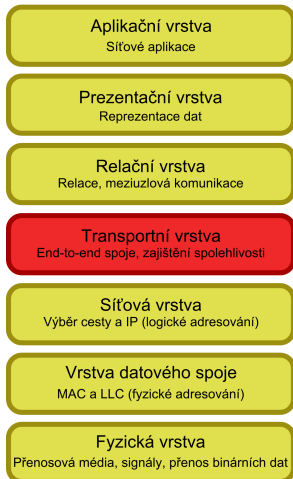 Aplikační vrstva
Síťové aplikace
Prezentační vrstva
Reprezentace dat
Relační vrstva
Relace, meziuzlová komunikace
Transportní vrstva
End-to-end spoje, zajištění spolehlivosti
Síťová vrstva
Výběr cesty a IP (logické adresování)
Vrstva datového spoje
MAC a LLC (fyzické adresování)
Fyzická vrstva
Přenosová média, signály, přenos binárních dat